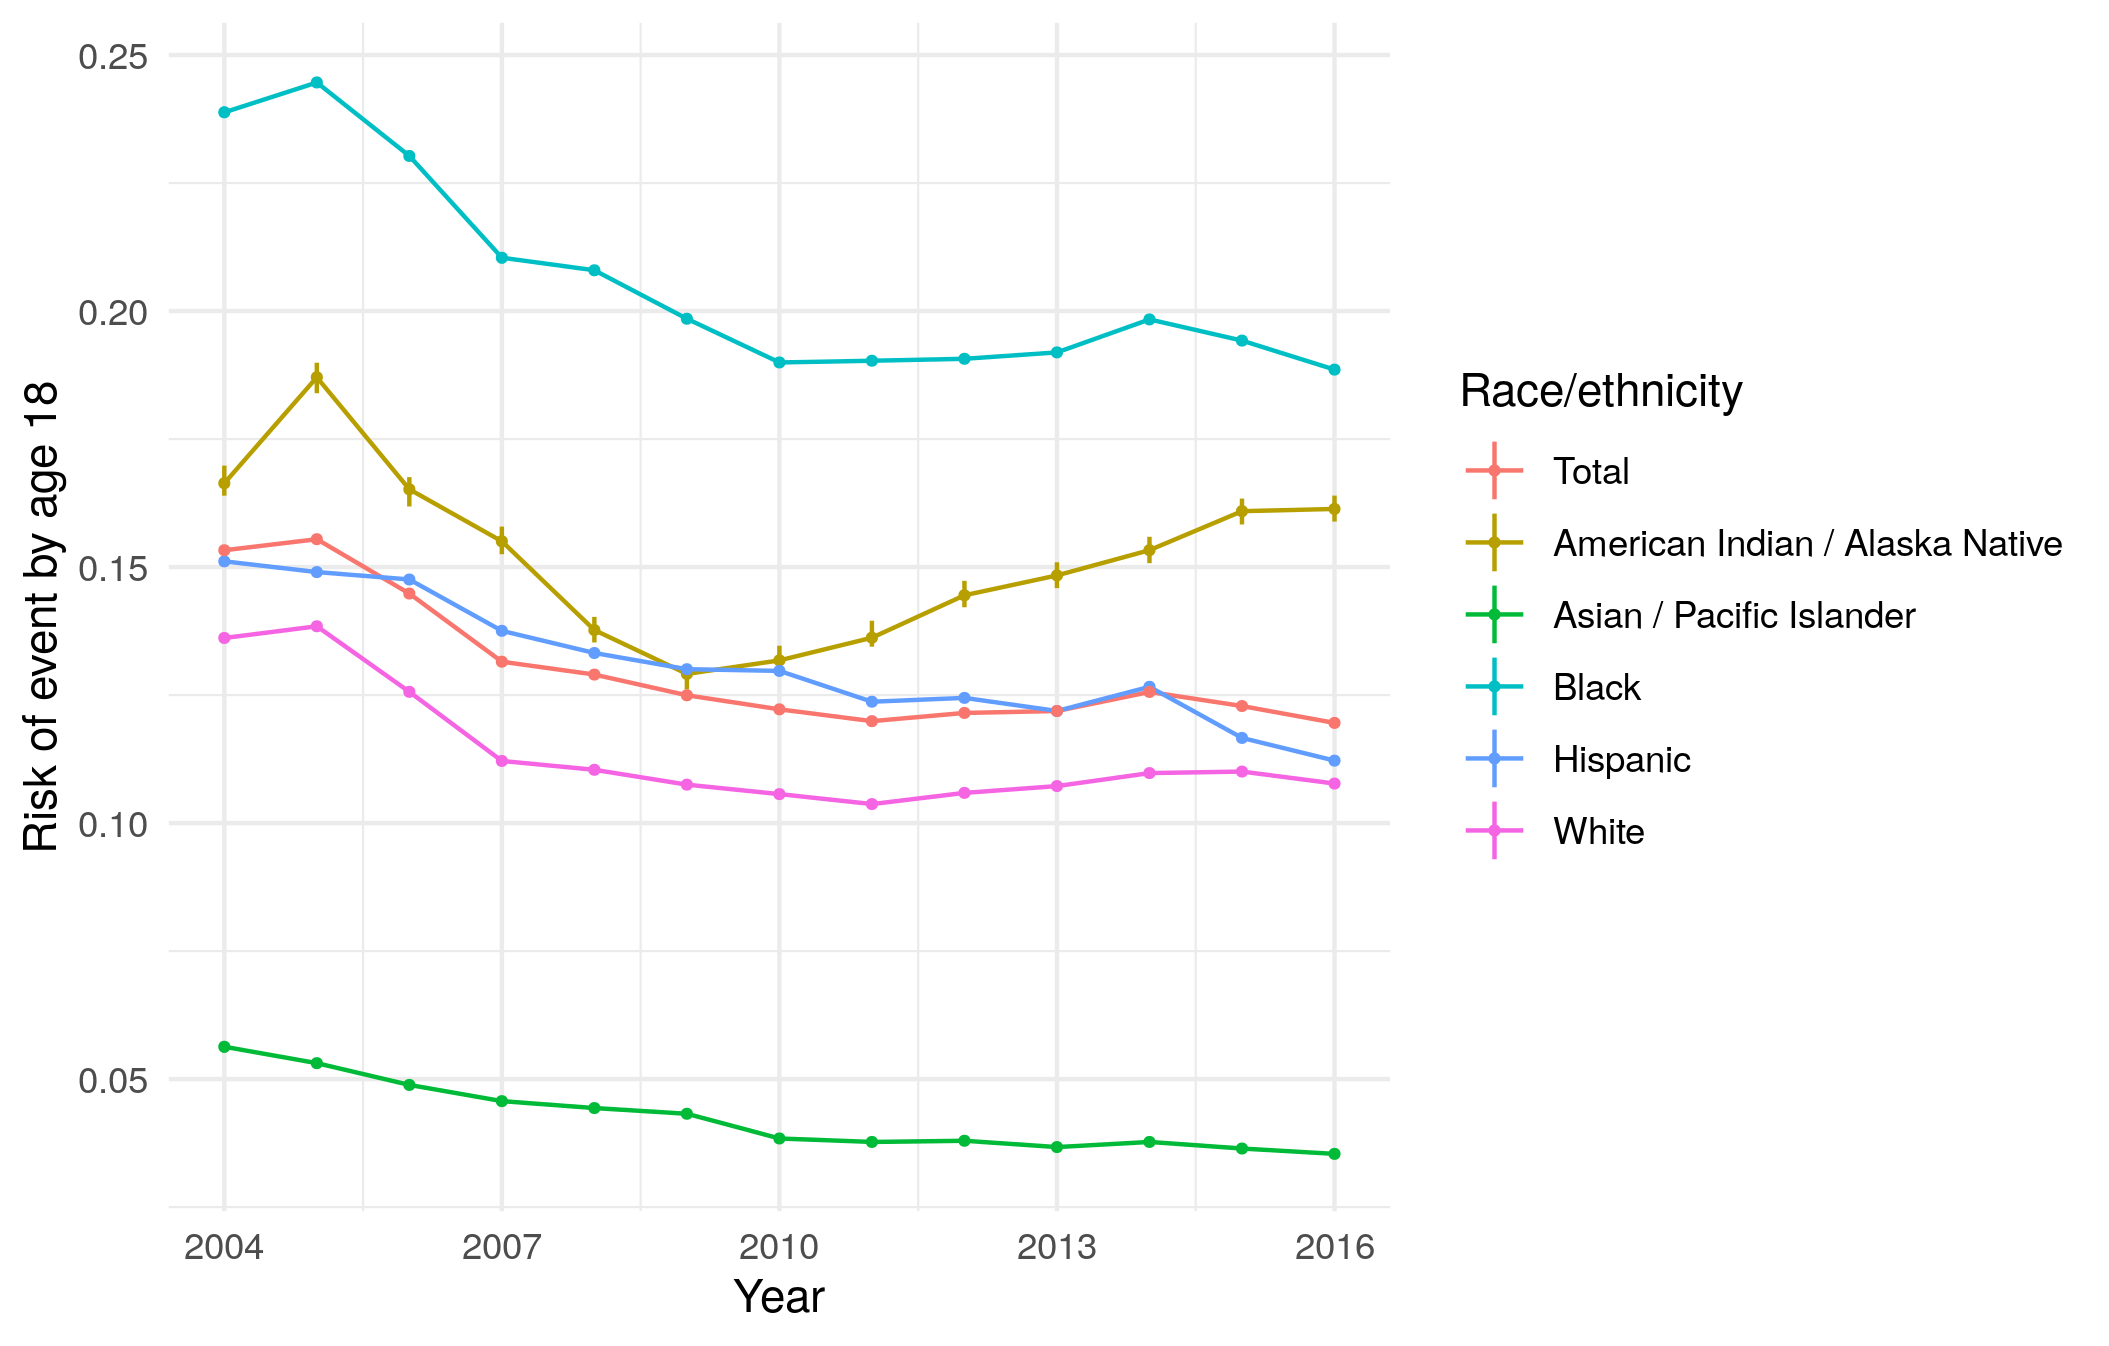 0.25
0.20
0.15
0.10
0.05
Risk of event by age 18
2004 2007 2010 2013 2016
Year
Race/ethnicity
Total
American Indian / Alaska Native
Asian / Pacific Islander
Black
Hispanic
White